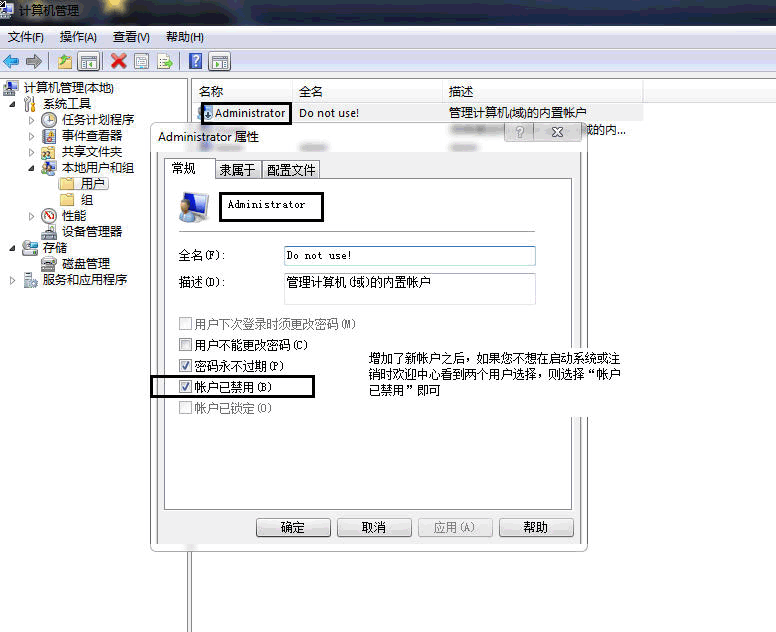 计算机管理
文件(F) 操作(A) 查看(V) 帮助(H)
计算机管理(本地)
系统工具
任务计划程序
事件查看器
共享文件夹
本地用户和组
用户
组
性能
设备管理器
存储
磁盘管理
服务和应用程序
名称 全名 描述
Administrator Do not use! 管理计算机(域)的内置帐户
域的内...
Administrator 属性
常规 隶属于 配置文件
Administrator
全名(F): Do not use!
描述(D): 管理计算机(域)的内置帐户
用户下次登录时须更改密码(M)
用户不能更改密码(C)
密码永不过期(P)
帐户已禁用(B)
帐户已锁定(O)
增加了新帐户之后，如果您不想在启动系统或注
销时欢迎中心看到两个用户选择，则选择“帐户
已禁用”即可
确定 取消 应用(A) 帮助